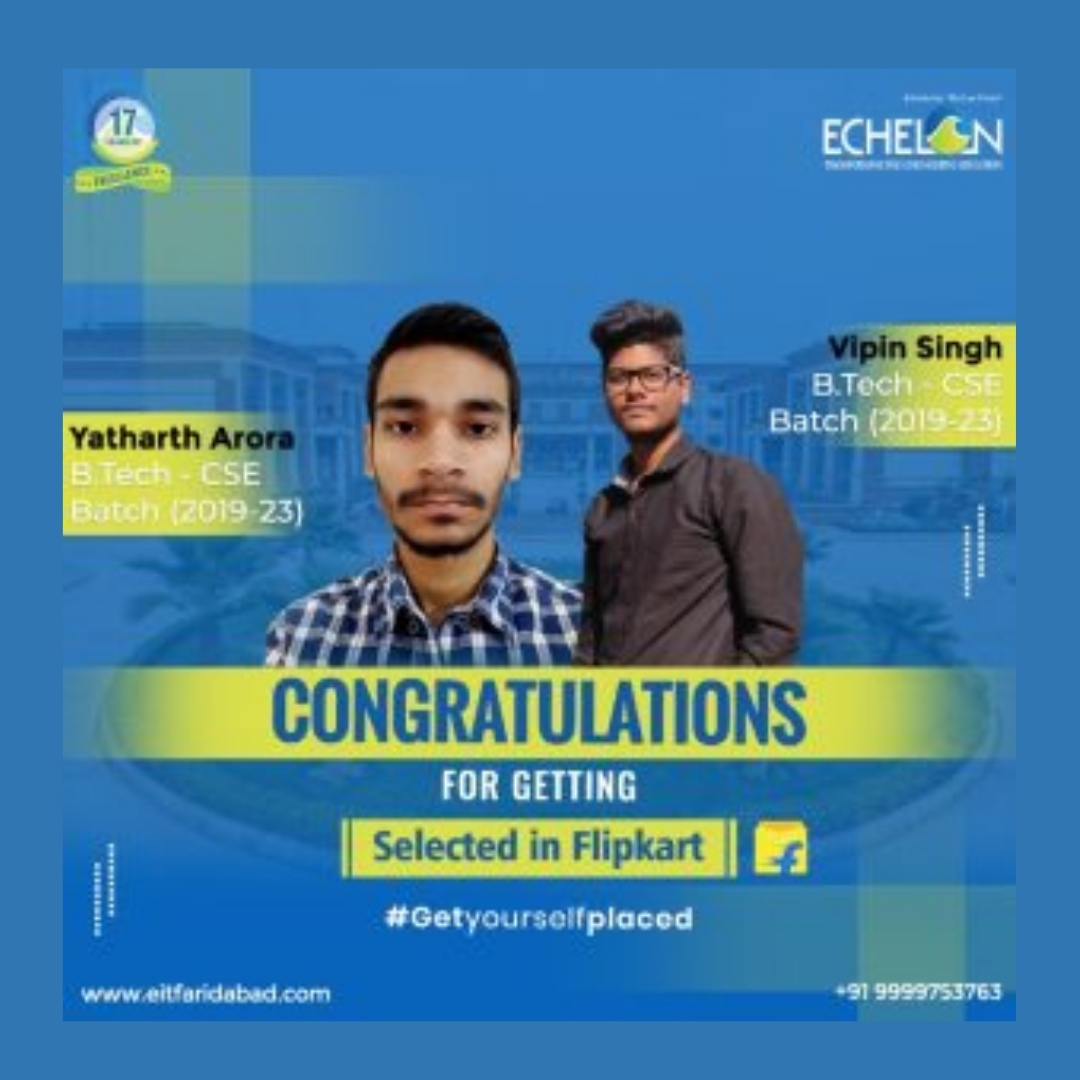 17
EXCELLENCE
ECHELON
Yatharth Arora
B.Tech - CSE
Batch (2019-23)
Vipin Singh
B.Tech - CSE
Batch (2019-23)
CONGRATULATIONS
FOR GETTING
Selected in Flipkart
#Getyourselfplaced
www.eitfaridabad.com
+91 9999753763